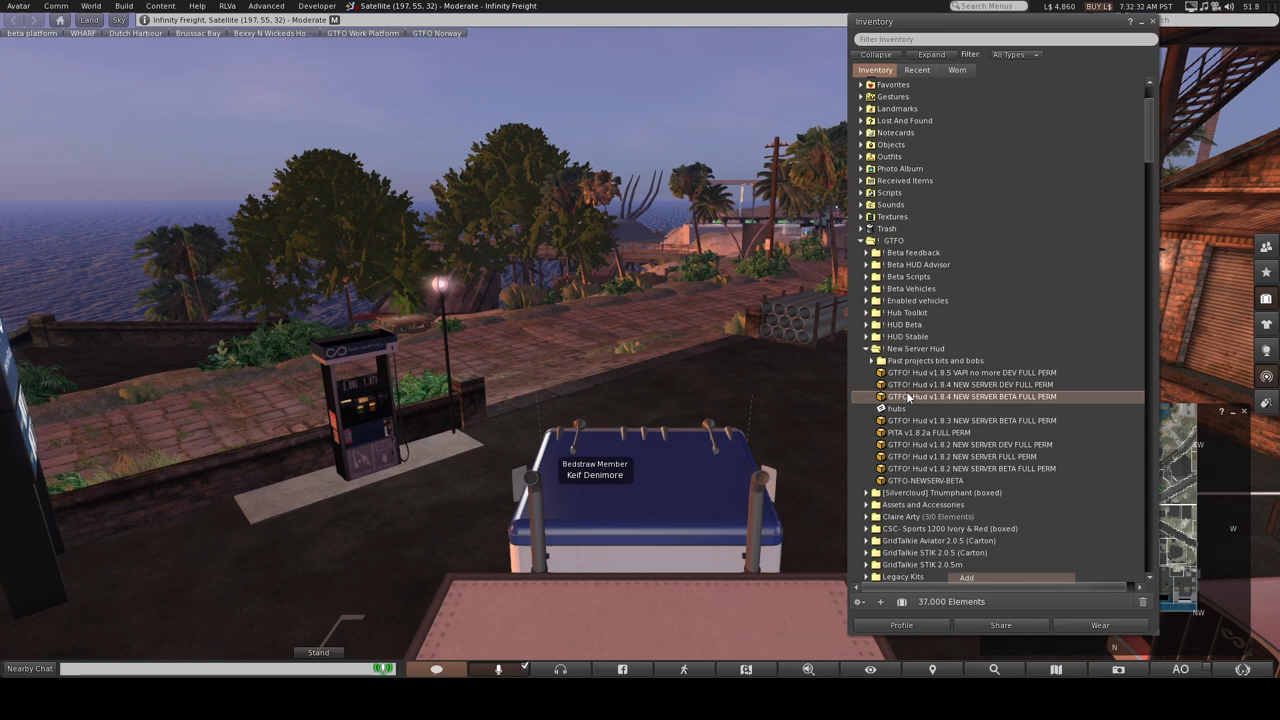 Avatar Comm World Build Content Help RLVa Advanced Developer Satellite (197, 55, 32) - Moderate - Infinity Freight Search Menus L$ 4,860 BUY L$ 7:32:32 AM PST 51.8
Land Sky Infinity Freight, Satellite (197, 55, 32) - Moderate M
beta platform WHARF Dutch Harbour Bruissac Bay Bexxy N Wickeds Ho... GTFO Work Platform GTFO Norway
Inventory
Filter Inventory
Collapse Expand Filter: All Types
Inventory Recent Worn
Favorites
Gestures
Landmarks
Lost And Found
Notecards
Objects
Outfits
Photo Album
Received Items
Scripts
Sounds
Textures
Trash
! GTFO
! Beta feedback
! Beta HUD Advisor
! Beta Scripts
! Beta Vehicles
! Enabled vehicles
! Hub Toolkit
! HUD Beta
! HUD Stable
! New Server Hud
Past projects bits and bobs
GTFO! Hud v1.8.5 VAPI no more DEV FULL PERM
GTFO! Hud v1.8.4 NEW SERVER DEV FULL PERM
GTFO! Hud v1.8.4 NEW SERVER BETA FULL PERM
hubs
GTFO! Hud v1.8.3 NEW SERVER BETA FULL PERM
PITA v1.8.2a FULL PERM
GTFO! Hud v1.8.2 NEW SERVER DEV FULL PERM
GTFO! Hud v1.8.2 NEW SERVER FULL PERM
GTFO! Hud v1.8.2 NEW SERVER BETA FULL PERM
GTFO-NEWSERV-BETA
[Silvercloud] Triumphant (boxed)
Assets and Accessories
Claire Arty (3/0 Elements)
CSC- Sports 1200 Ivory & Red (boxed)
GridTalkie Aviator 2.0.5 (Carton)
GridTalkie STIK 2.0.5 (Carton)
GridTalkie STIK 2.0.5m
Legacy Kits
Add
37,000 Elements
Profile Share Wear
Bedstraw Member
Keif Denimore
W
NW
N
Stand
Nearby Chat
AO